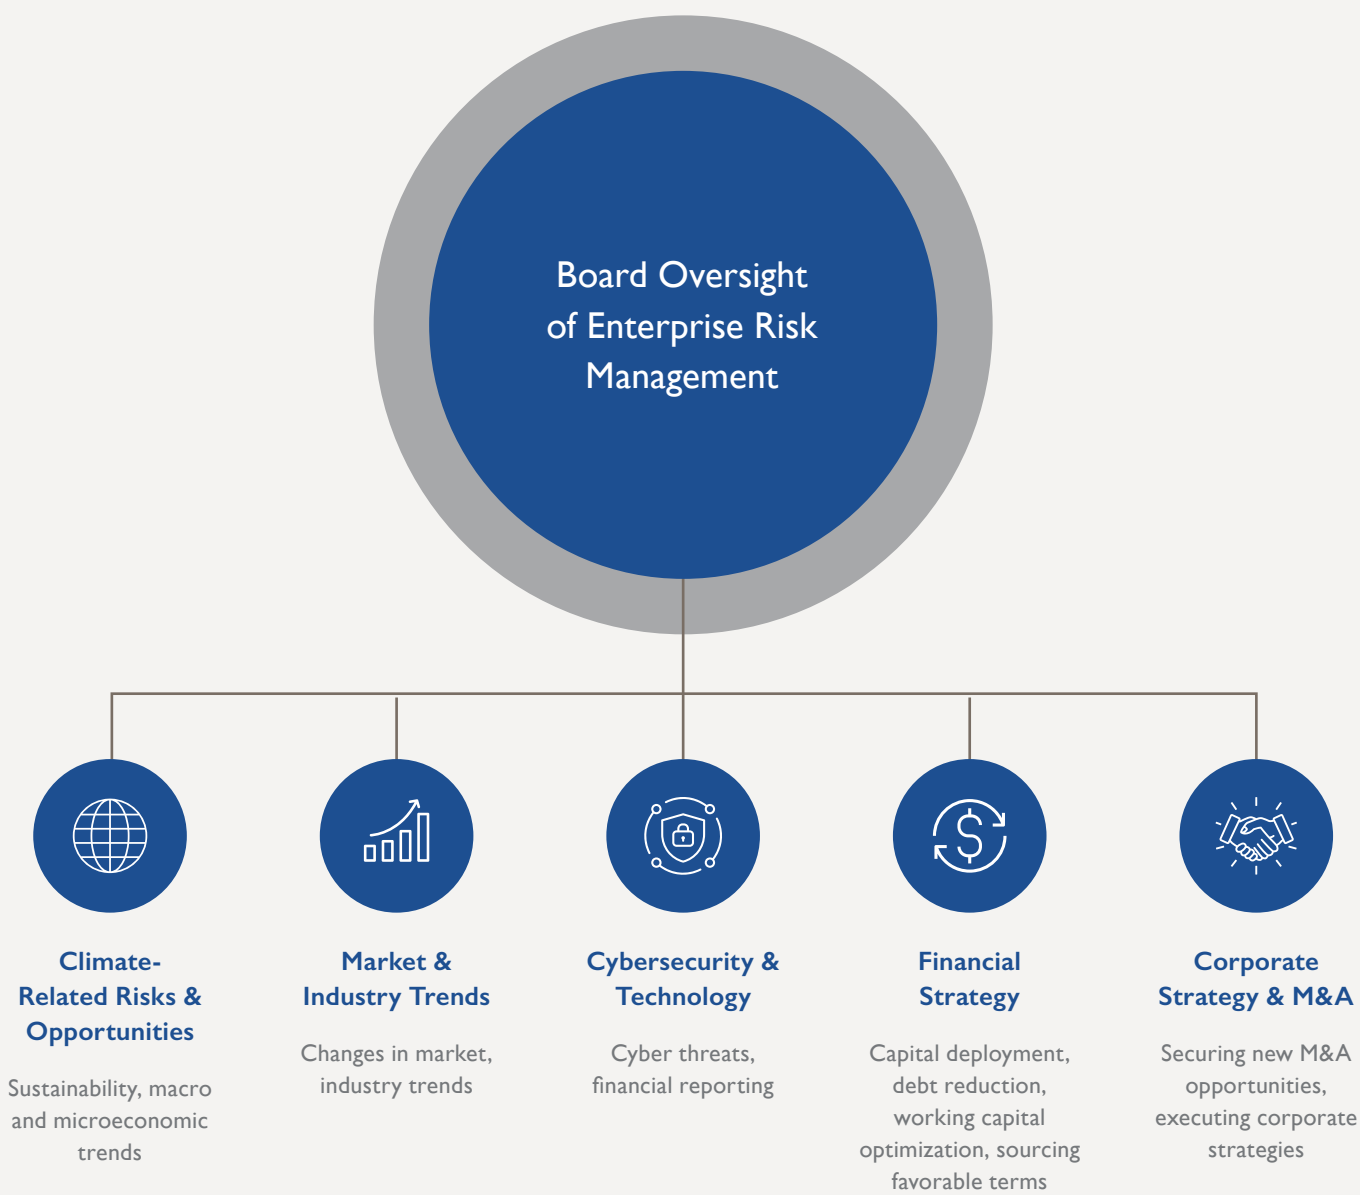 Board Oversight
of Enterprise Risk
Management
Climate-
Related Risks &
Opportunities
Sustainability, macro
and microeconomic
trends
Market &
Industry Trends
Changes in market,
industry trends
Cybersecurity &
Technology
Cyber threats,
financial reporting
Financial
Strategy
Capital deployment,
debt reduction,
working capital
optimization, sourcing
favorable terms
Corporate
Strategy & M&A
Securing new M&A
opportunities,
executing corporate
strategies